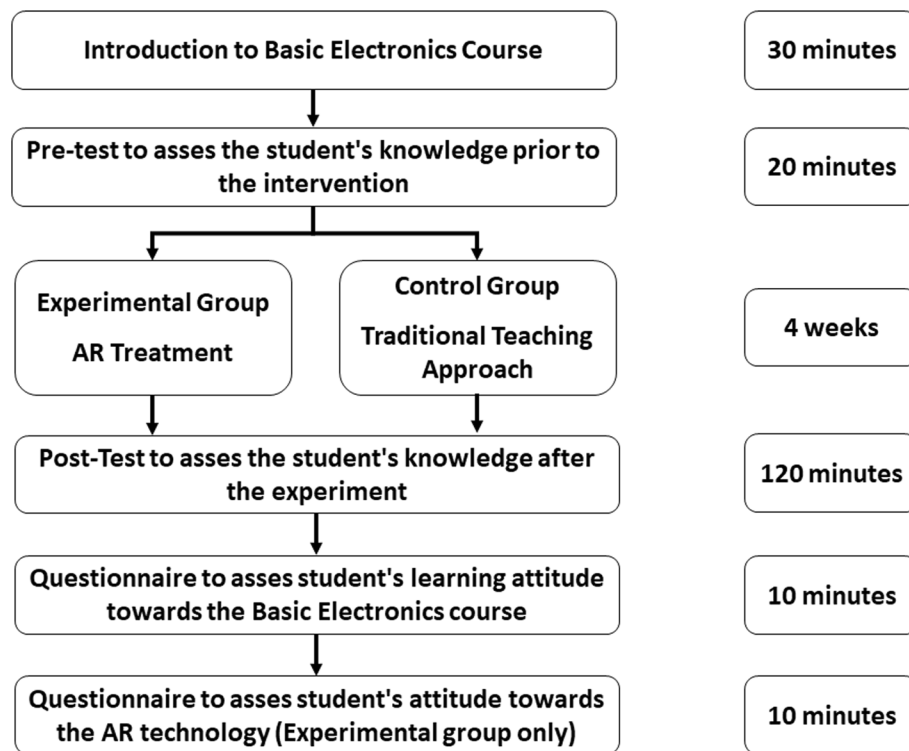 Introduction to Basic Electronics Course
30 minutes
Pre-test to asses the student's knowledge prior to
the intervention
20 minutes
Experimental Group
AR Treatment
Control Group
Traditional Teaching
Approach
4 weeks
Post-Test to asses the student's knowledge after
the experiment
120 minutes
Questionnaire to asses student's learning attitude
towards the Basic Electronics course
10 minutes
Questionnaire to asses student's attitude towards
the AR technology (Experimental group only)
10 minutes